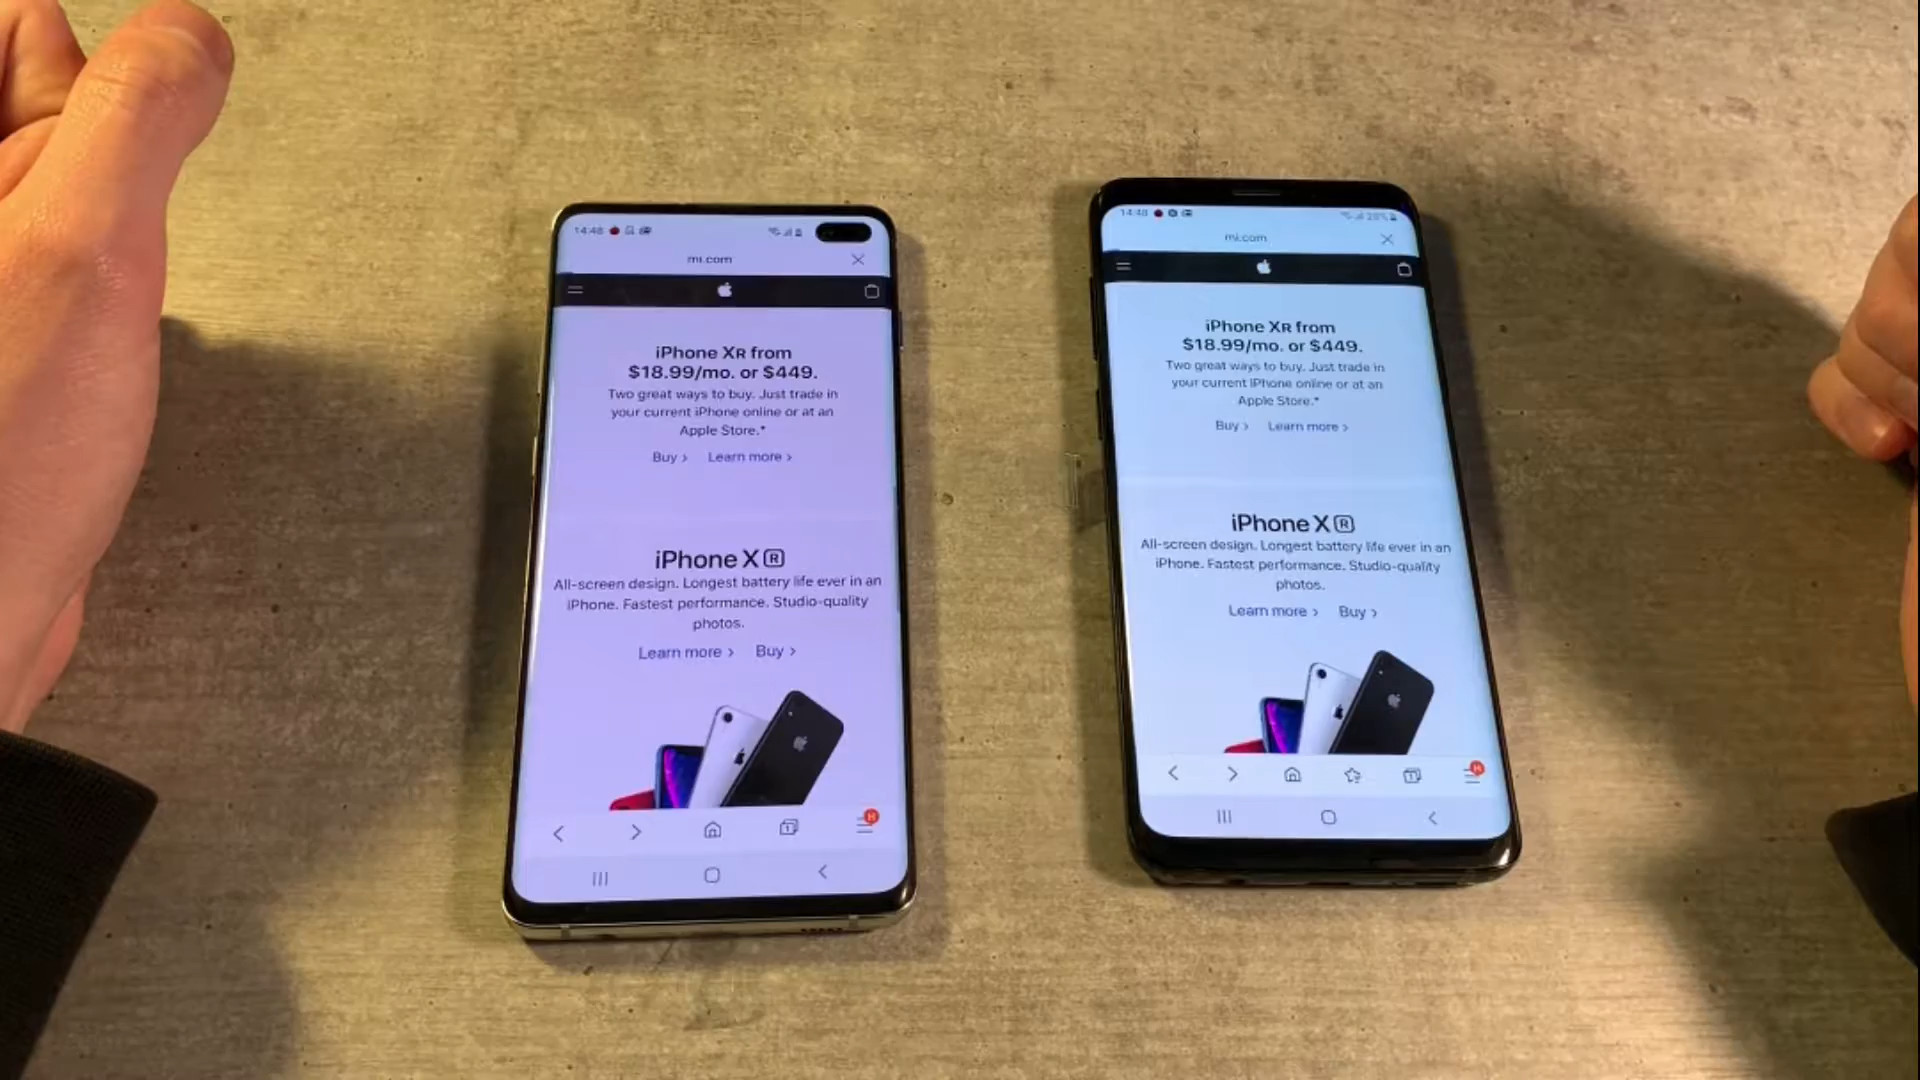 14:48
mi.com
iPhone XR from
$18.99/mo. or $449.
Two great ways to buy. Just trade in
your current iPhone online or at an
Apple Store.*
Buy > Learn more >
iPhone X R
All-screen design. Longest battery life ever in an
iPhone. Fastest performance. Studio-quality
photos.
Learn more > Buy >
1
H
14:48
mi.com
iPhone XR from
$18.99/mo. or $449.
Two great ways to buy. Just trade in
your current iPhone online or at an
Apple Store.*
Buy > Learn more >
iPhone X R
All-screen design. Longest battery life ever in an
iPhone. Fastest performance. Studio-quality
photos.
Learn more > Buy >
1
H